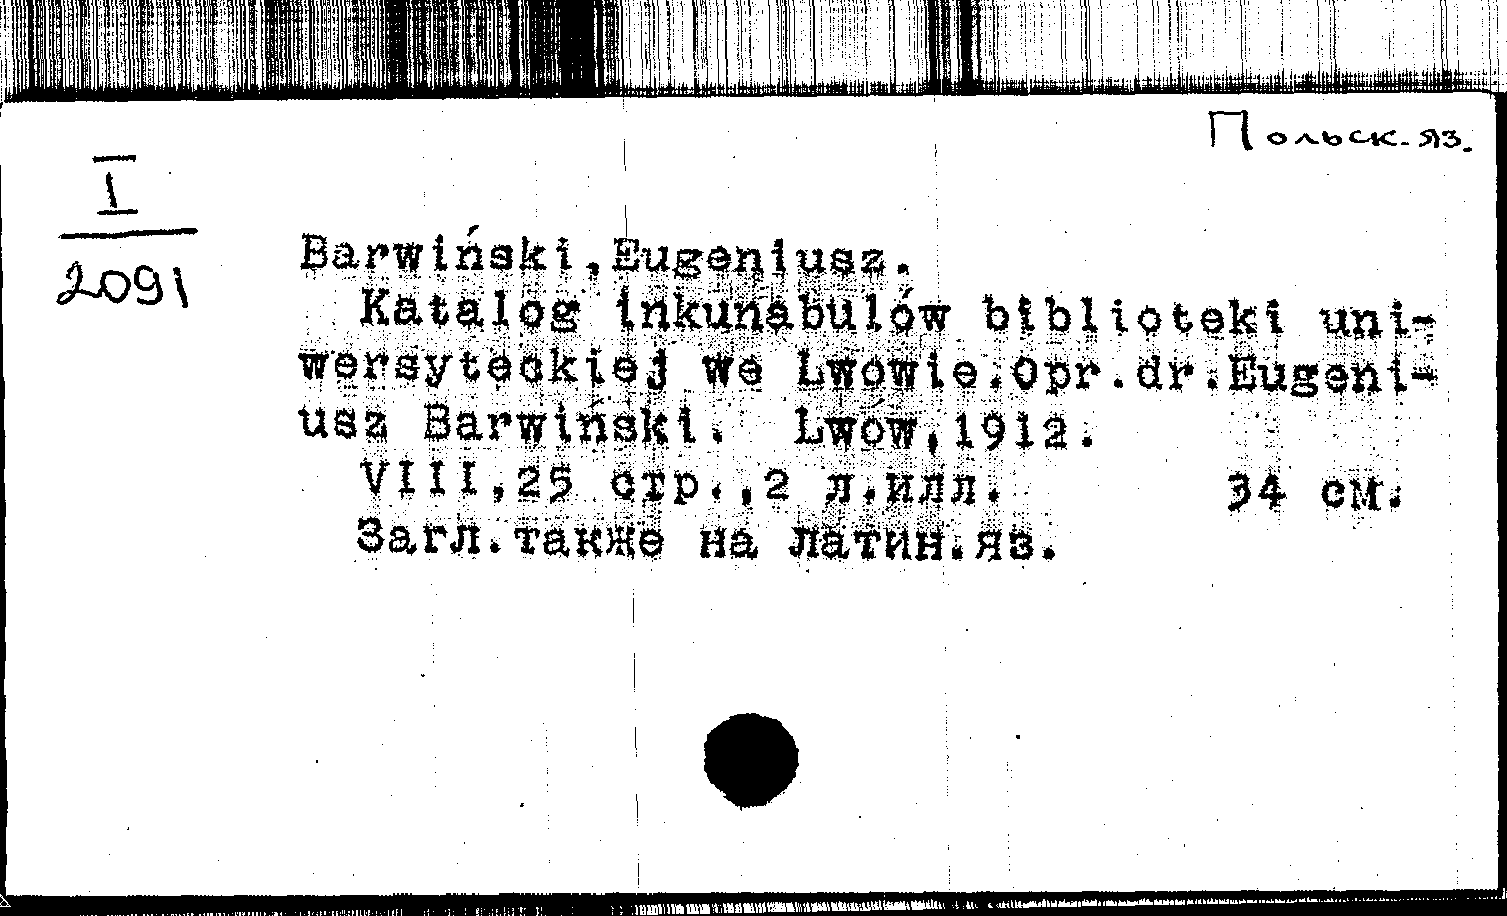 Польск. яз.
I
2091
Barwiński, Eugeniusz.
Katalog inkunabulów biblioteki uni-
wersyteckiej we Lwowie. Opr. dr. Eugeni-
usz Barwiński. Lwów, 1912.
VIII, 25 стр., 2 л. илл. 34 см.
Загл. также на латин. яз.